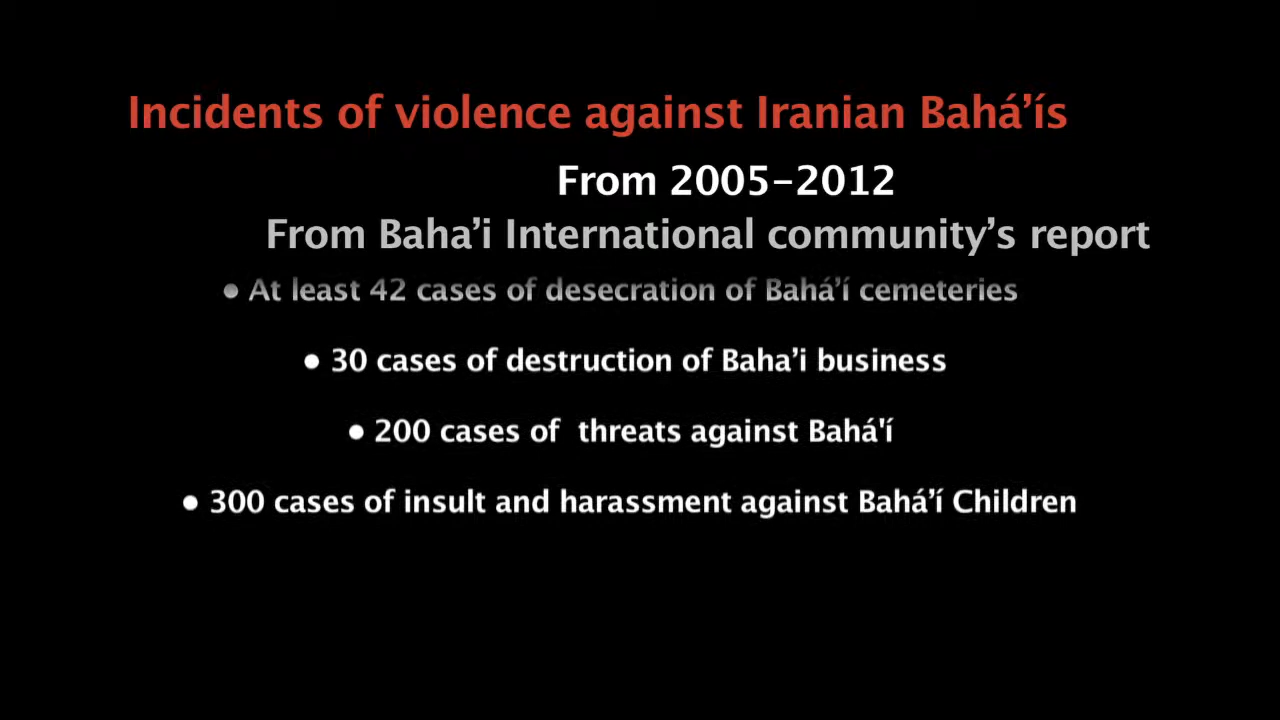 Incidents of violence against Iranian Bahá’ís
From 2005-2012
From Baha’i International community’s report
• At least 42 cases of desecration of Bahá’í cemeteries
• 30 cases of destruction of Baha’i business
• 200 cases of  threats against Bahá'í
• 300 cases of insult and harassment against Bahá’í Children